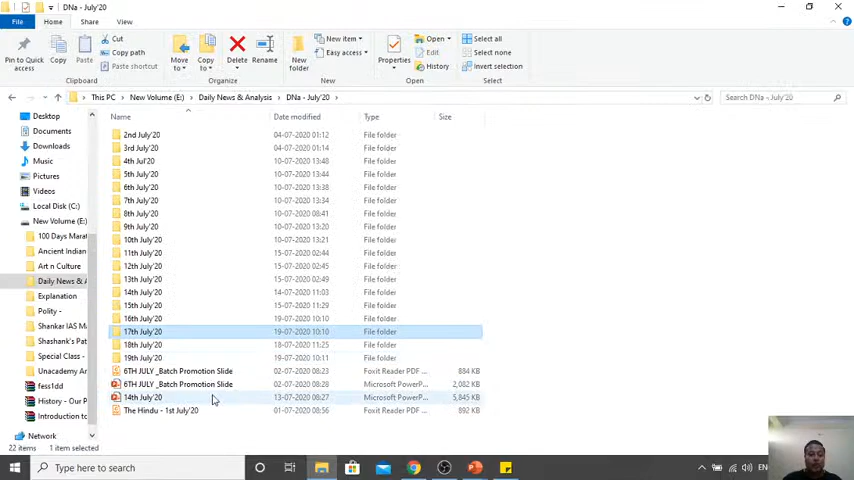 DNa - July'20
File
Home
Share
View
Pin to Quick access
Copy
Paste
Cut
Copy path
Paste shortcut
Move to
Copy to
Delete
Rename
New folder
New item
Easy access
Properties
Open
Edit
History
Select all
Select none
Invert selection
Clipboard
Organize
New
Open
Select
This PC > New Volume (E:) > Daily News & Analysis > DNa - July'20 >
Search DNa - July'20
Name Date modified Type Size
Desktop
Documents
Downloads
Music
Pictures
Videos
Local Disk (C:)
New Volume (E:)
100 Days Marat
Ancient Indian
Art n Culture
Daily News & A
Explanation
Polity -
Shankar IAS M
Shashank's Pat
Special Class -
Unacademy Fol
fess1dd
History - Our P
Introduction to
Network
2nd July'20 04-07-2020 01:12 File folder
3rd July'20 04-07-2020 01:14 File folder
4th Jul'20 10-07-2020 13:48 File folder
5th July'20 10-07-2020 13:44 File folder
6th July'20 10-07-2020 13:38 File folder
7th July'20 10-07-2020 13:34 File folder
8th July'20 10-07-2020 08:41 File folder
9th July'20 10-07-2020 13:20 File folder
10th July'20 10-07-2020 13:21 File folder
11th July'20 15-07-2020 02:44 File folder
12th July'20 15-07-2020 02:45 File folder
13th July'20 15-07-2020 02:49 File folder
14th July'20 14-07-2020 11:03 File folder
15th July'20 15-07-2020 11:29 File folder
16th July'20 19-07-2020 10:10 File folder
17th July'20 19-07-2020 10:10 File folder
18th July'20 18-07-2020 11:25 File folder
19th July'20 19-07-2020 10:11 File folder
6TH JULY _Batch Promotion Slide 02-07-2020 08:23 Foxit Reader PDF ... 884 KB
6TH JULY _Batch Promotion Slide 02-07-2020 08:28 Microsoft PowerP... 2,082 KB
14th July'20 13-07-2020 08:27 Microsoft PowerP... 5,845 KB
The Hindu - 1st July'20 01-07-2020 08:56 Foxit Reader PDF ... 892 KB
22 items 1 item selected
Type here to search
ENG